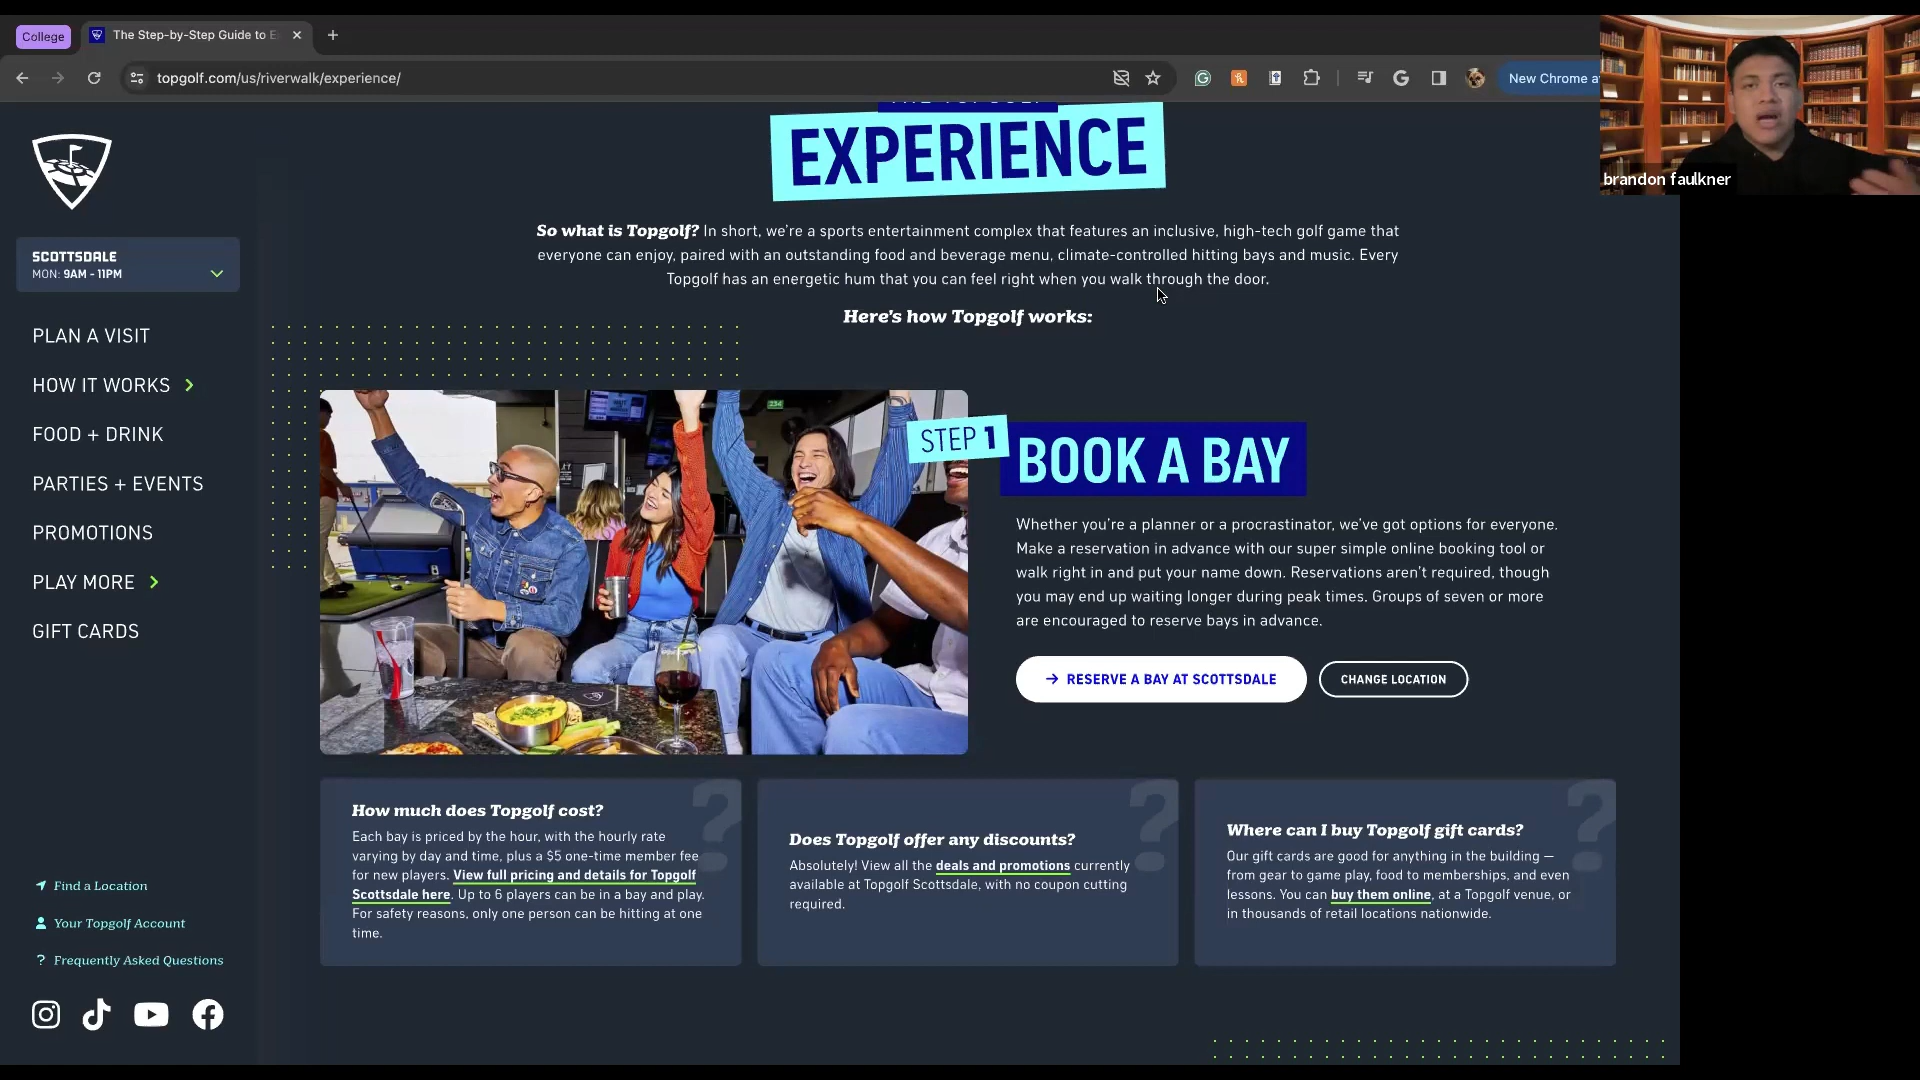 College
The Step-by-Step Guide to E
topgolf.com/us/riverwalk/experience/
New Chrome a
brandon faulkner
THE TOPGOLF
EXPERIENCE
So what is Topgolf? In short, we're a sports entertainment complex that features an inclusive, high-tech golf game that
everyone can enjoy, paired with an outstanding food and beverage menu, climate-controlled hitting bays and music. Every
Topgolf has an energetic hum that you can feel right when you walk through the door.
Here's how Topgolf works:
SCOTTSDALE
MON: 9AM - 11PM
PLAN A VISIT
HOW IT WORKS
FOOD + DRINK
PARTIES + EVENTS
PROMOTIONS
PLAY MORE
GIFT CARDS
Find a Location
Your Topgolf Account
? Frequently Asked Questions
234
STEP 1
BOOK A BAY
Whether you're a planner or a procrastinator, we've got options for everyone.
Make a reservation in advance with our super simple online booking tool or
walk right in and put your name down. Reservations aren't required, though
you may end up waiting longer during peak times. Groups of seven or more
are encouraged to reserve bays in advance.
→ RESERVE A BAY AT SCOTTSDALE
CHANGE LOCATION
?
How much does Topgolf cost?
Each bay is priced by the hour, with the hourly rate
varying by day and time, plus a $5 one-time member fee
for new players. View full pricing and details for Topgolf
Scottsdale here. Up to 6 players can be in a bay and play.
For safety reasons, only one person can be hitting at one
time.
?
Does Topgolf offer any discounts?
Absolutely! View all the deals and promotions currently
available at Topgolf Scottsdale, with no coupon cutting
required.
?
Where can I buy Topgolf gift cards?
Our gift cards are good for anything in the building —
from gear to game play, food to memberships, and even
lessons. You can buy them online, at a Topgolf venue, or
in thousands of retail locations nationwide.